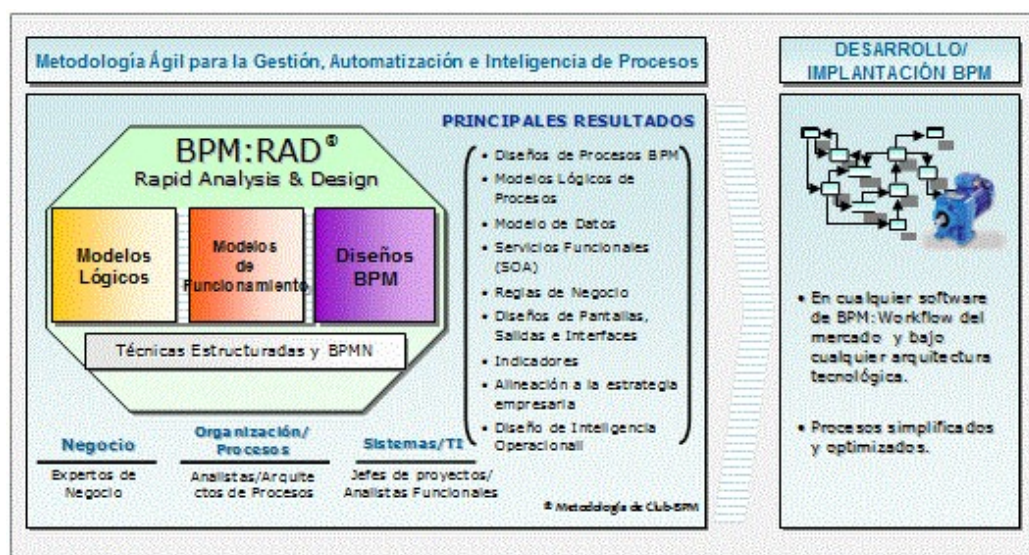 Metodología Ágil para la Gestión, Automatización e Inteligencia de Procesos
BPM:RAD®
Rapid Analysis & Design
Modelos
Lógicos
Modelos
de
Funcionamiento
Diseños
BPM
Técnicas Estructuradas y BPMN
Negocio
Expertos de
Negocio
Organización/
Procesos
Analistas/Arquite
ctos de Procesos
Sistemas/TI
Jefes de proyectos/
Analistas Funcionales
PRINCIPALES RESULTADOS
• Diseños de Procesos BPM
• Modelos Lógicos de
Procesos
• Modelo de Datos
• Servicios Funcionales
(SOA)
• Reglas de Negocio
• Diseños de Pantallas,
Salidas e Interfaces
• Indicadores
• Alineación a la estrategia
empresaria
• Diseño de Inteligencia
Operacionall
® Metodología de Club-BPM
DESARROLLO/
IMPLANTACIÓN BPM
• En cualquier software
de BPM:Workflow del
mercado y bajo
cualquier arquitectura
tecnológica.
• Procesos simplificados
y optimizados.